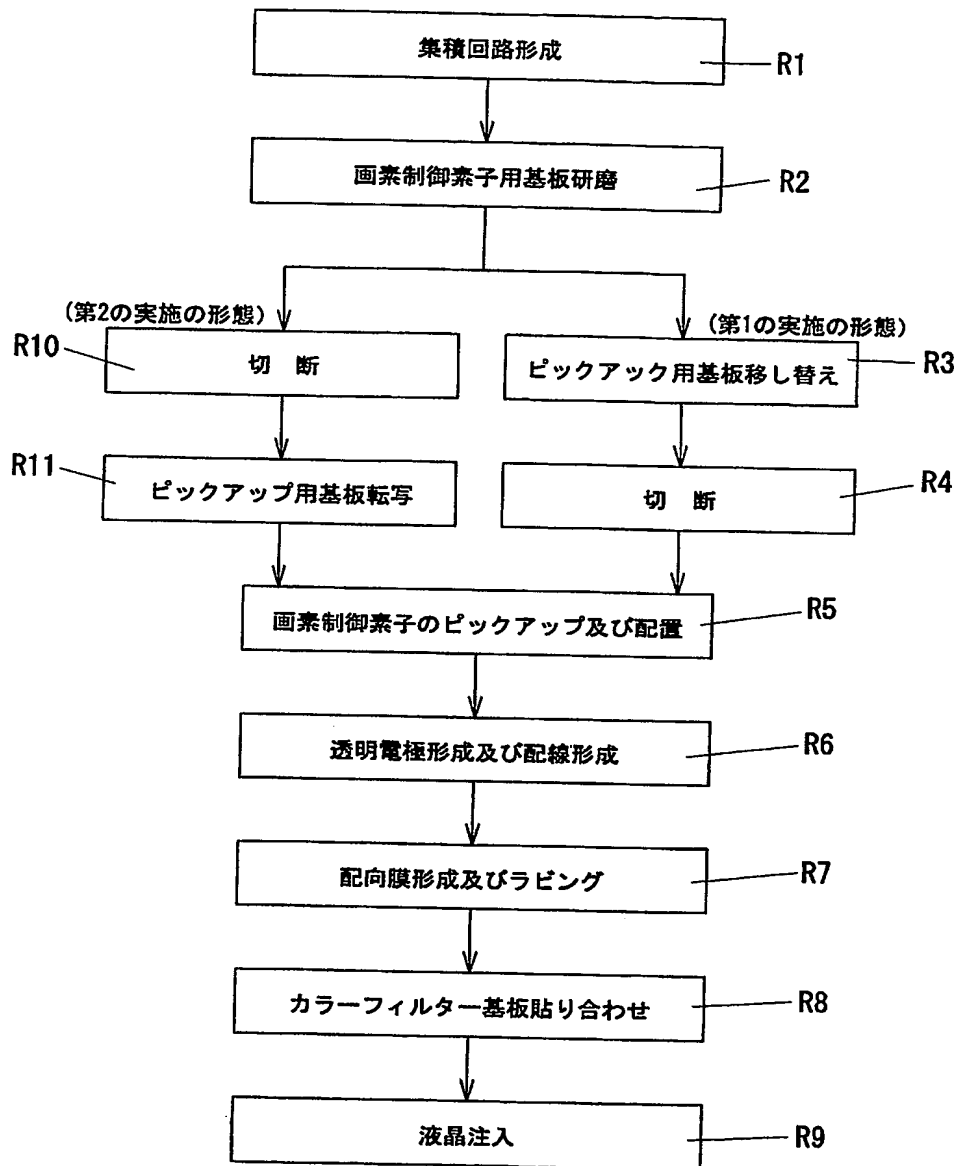 集積回路形成
R1
画素制御素子用基板研磨
R2
(第2の実施の形態)
(第1の実施の形態)
R10
切 断
ピックアック用基板移し替え
R3
R11
ピックアップ用基板転写
切 断
R4
画素制御素子のピックアップ及び配置
R5
透明電極形成及び配線形成
R6
配向膜形成及びラビング
R7
カラーフィルター基板貼り合わせ
R8
液晶注入
R9